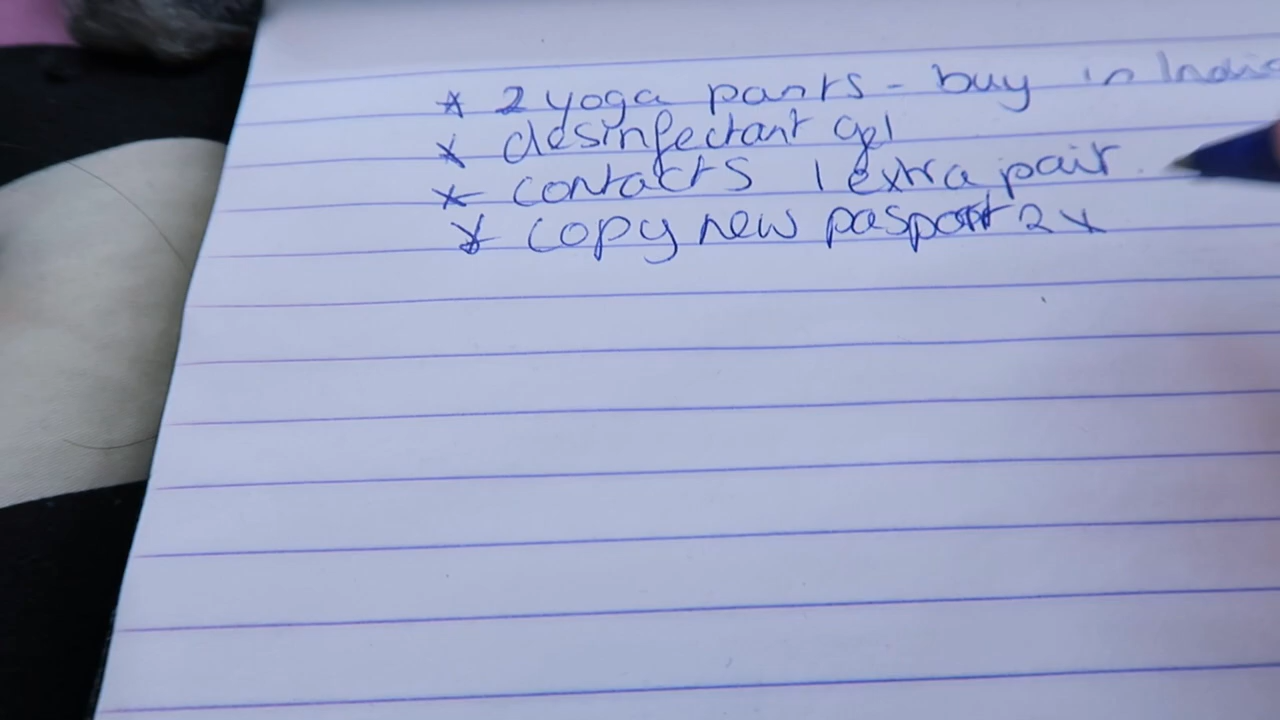 * 2 yoga pants - buy in India
* desinfectant gel
* contacts 1 extra pair
* copy new pasport 2x